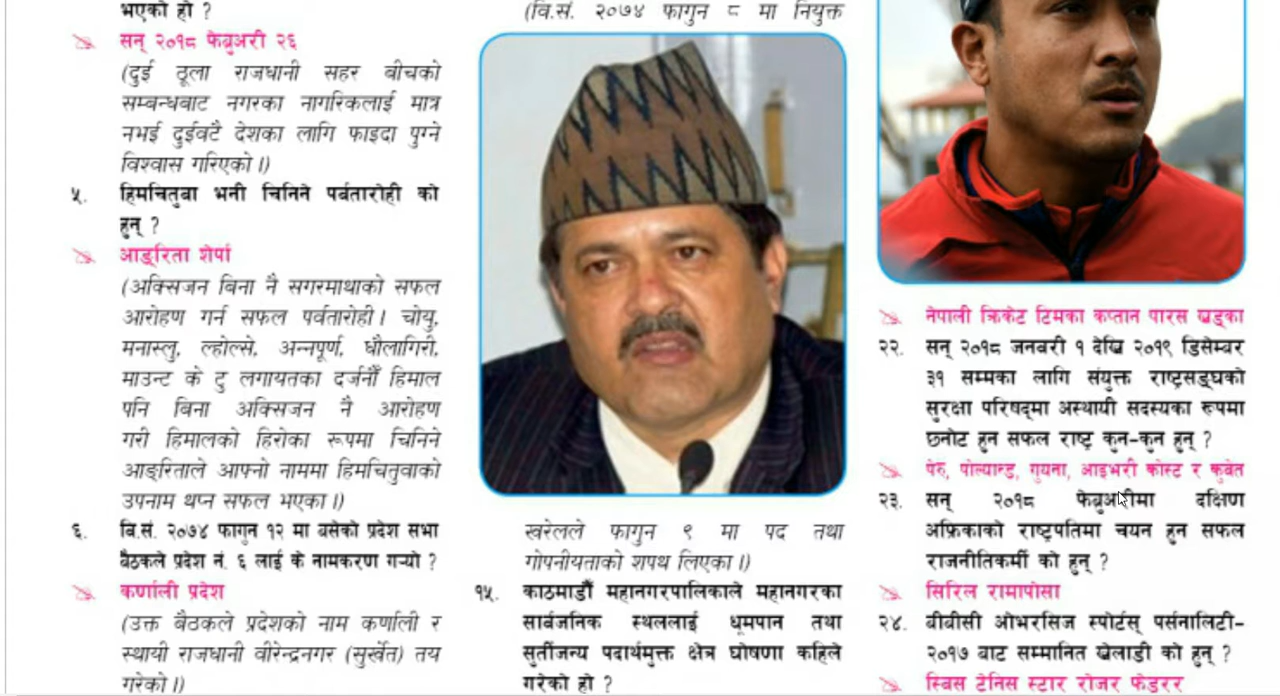 भएको हो ?
सन् २०१८ फेब्रुअरी २६
(दुई ठूला राजधानी सहर बीचको
सम्बन्धबाट नगरका नागरिकलाई मात्र
नभई दुईवटै देशका लागि फाइदा पुग्ने
विश्वास गरिएको ।)
५. हिमचितुवा भनी चिनिने पर्वतारोही को
हुन् ?
आङ्रिता शेर्पा
(अक्सिजन बिना नै सगरमाथाको सफल
आरोहण गर्न सफल पर्वतारोही। चोयु,
मनास्लु, ल्होत्से, अन्नपूर्ण, धौलागिरी,
माउन्ट के टु लगायतका दर्जनौँ हिमाल
पनि बिना अक्सिजन नै आरोहण
गरी हिमालको हिरोका रूपमा चिनिने
आङ्रिताले आफ्नो नाममा हिमचितुवाको
उपनाम थप्न सफल भएका ।)
६. वि.सं. २०७४ फागुन १२ मा बसेको प्रदेश सभा
बैठकले प्रदेश नं. ६ लाई के नामकरण गऱ्यो ?
कर्णाली प्रदेश
(उक्त बैठकले प्रदेशको नाम कर्णाली र
स्थायी राजधानी वीरेन्द्रनगर (सुर्खेत) तय
गरेको ।)
(वि.सं. २०७४ फागुन ८ मा नियुक्त
खरेलले फागुन ९ मा पद तथा
गोपनीयताको शपथ लिएका ।)
१५. काठमाडौँ महानगरपालिकाले महानगरका
सार्वजनिक स्थललाई धूमपान तथा
सुर्तीजन्य पदार्थमुक्त क्षेत्र घोषणा कहिले
गरेको हो ?
नेपाली क्रिकेट टिमका कप्तान पारस खड्का
२२. सन् २०१८ जनवरी १ देखि २०१९ डिसेम्बर
३१ सम्मका लागि संयुक्त राष्ट्रसङ्घको
सुरक्षा परिषद्मा अस्थायी सदस्यका रूपमा
छनोट हुन सफल राष्ट्र कुन-कुन हुन् ?
पेरु, पोल्यान्ड, गुयना, आइभरी कोस्ट र कुवेत
२३. सन् २०१८ फेब्रुअरीमा दक्षिण
अफ्रिकाको राष्ट्रपतिमा चयन हुन सफल
राजनीतिकर्मी को हुन् ?
सिरिल रामापोसा
२४. बीबीसी ओभरसिज स्पोर्टस् पर्सनालिटी-
२०१७ बाट सम्मानित खेलाडी को हुन् ?
स्विस टेनिस स्टार रोजर फेडरर